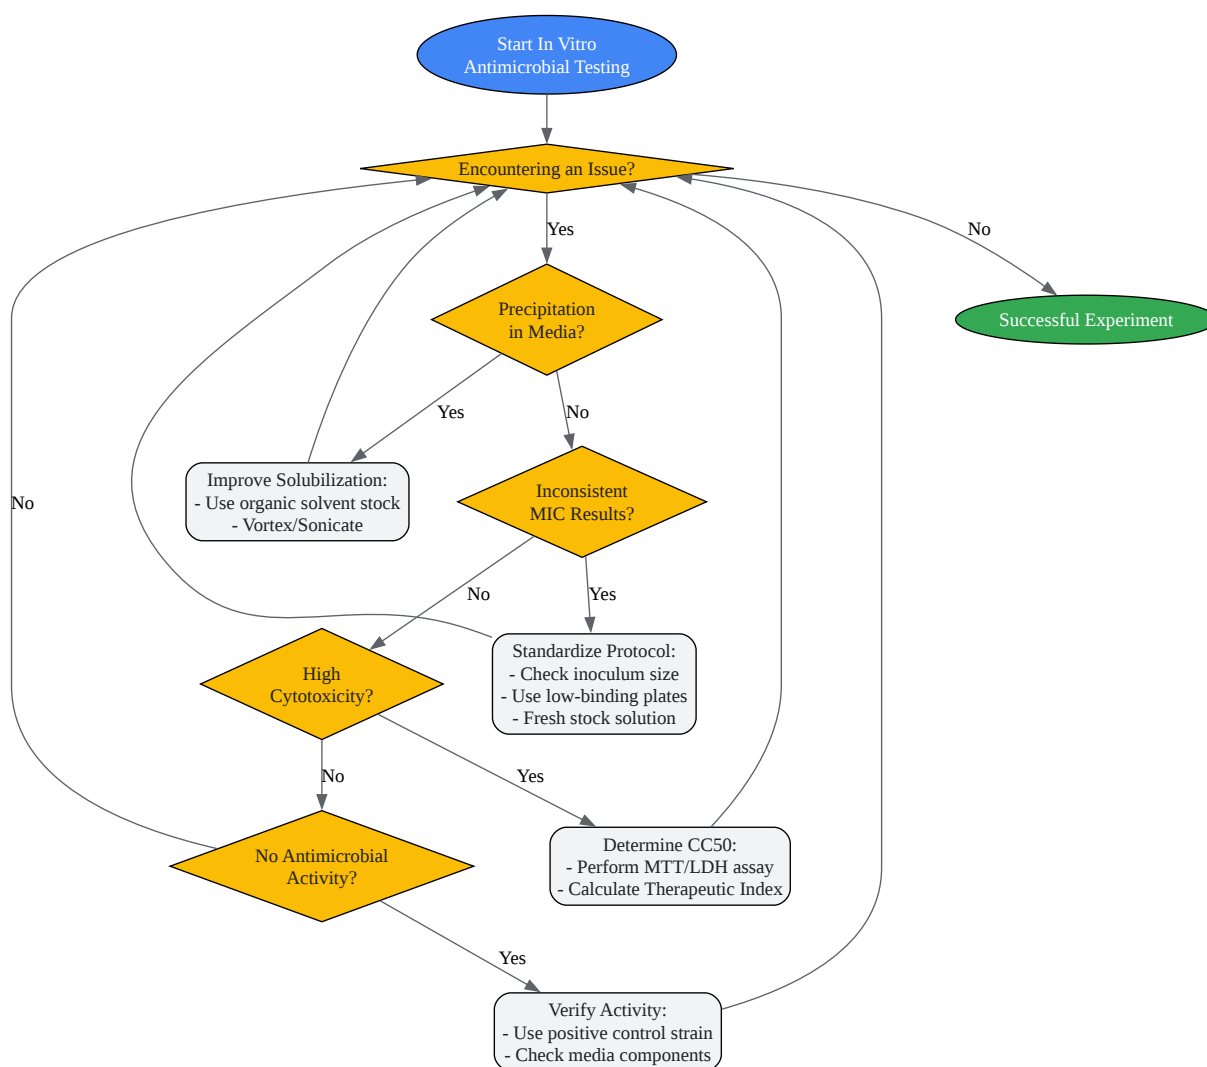 Start In Vitro
Antimicrobial Testing
Encountering an Issue?
Yes
No
Successful Experiment
Precipitation
in Media?
Yes
No
Improve Solubilization:
- Use organic solvent stock
- Vortex/Sonicate
Inconsistent
MIC Results?
No
No
Yes
High
Cytotoxicity?
Standardize Protocol:
- Check inoculum size
- Use low-binding plates
- Fresh stock solution
No
Yes
No Antimicrobial
Activity?
Determine CC50:
- Perform MTT/LDH assay
- Calculate Therapeutic Index
Yes
Verify Activity:
- Use positive control strain
- Check media components